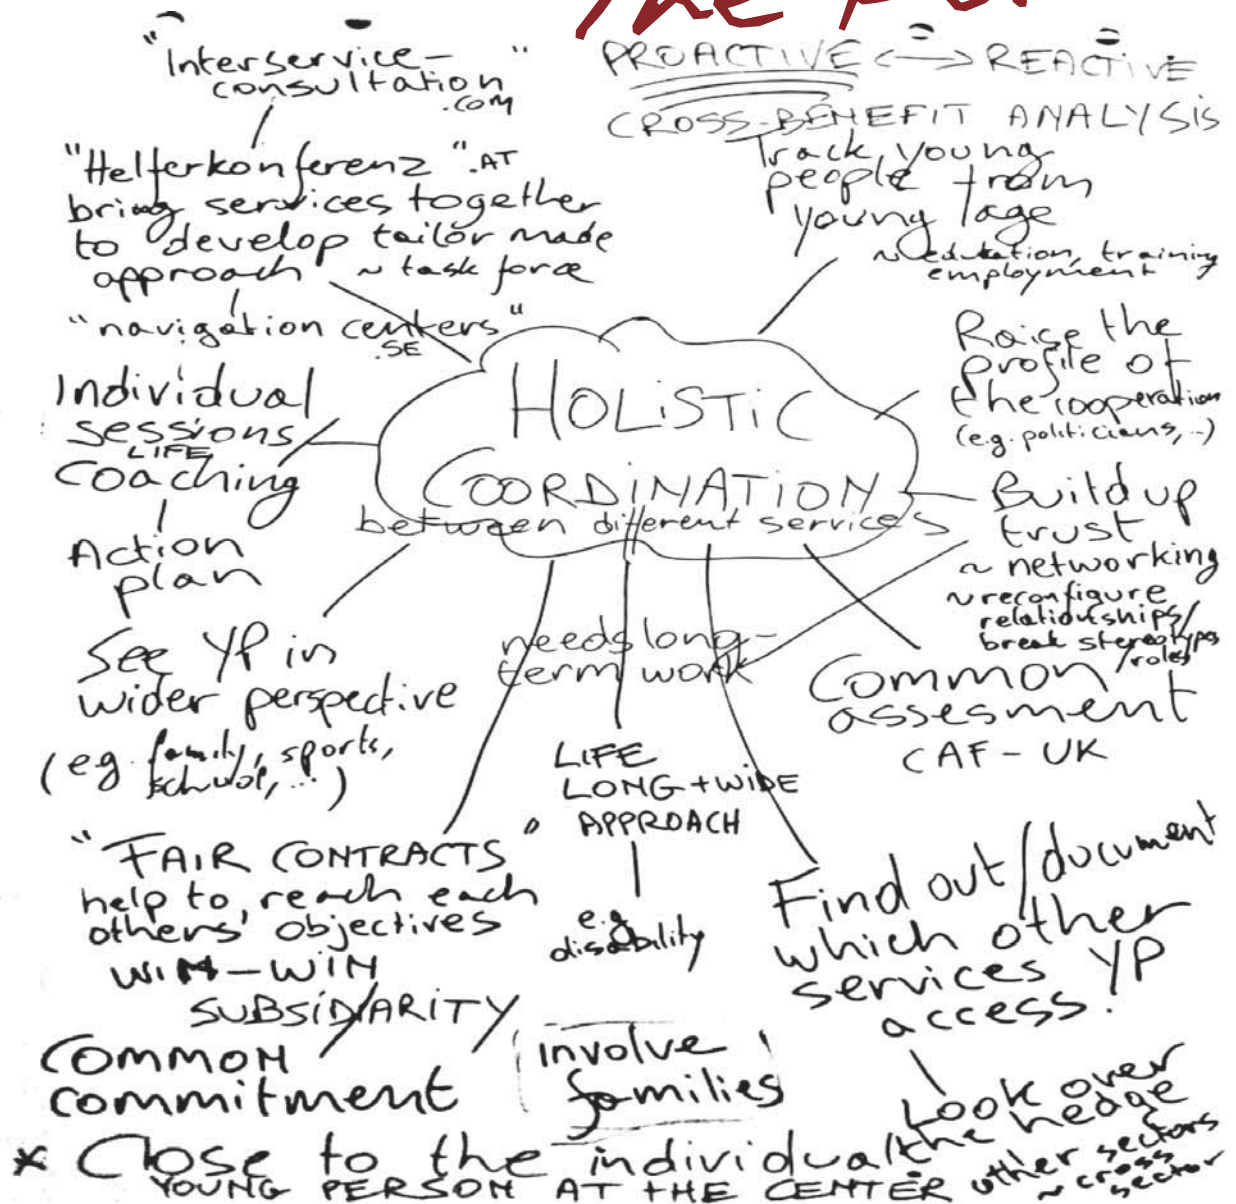 The
"Interservice-
consultation"
.com
"Helferkonferenz".AT
bring services together
to develop tailor made
approach ~ task force
"navigation centers"
.SE
Individual
sessions/
LIFE
Coaching
Action
plan
See YP in
wider perspective
(e.g. family, sports,
school, ...)
"FAIR CONTRACTS"
help to reach each
others' objectives
WIN-WIN
SUBSIDIARITY
COMMON
commitment
PROACTIVE <-> REACTIVE
CROSS-BENEFIT ANALYSIS
Track young
people from
young age
~ education, training
employment
Raise the
profile of
the cooperation
(e.g. politicians, ..)
Build up
trust
~ networking
~ reconfigure
relationships/
break stereotypes
/roles
Common
assesment
CAF-UK
HOLISTIC
COORDINATION
between different services
needs long-
term work
LIFE
LONG+WIDE
APPROACH
e.g.
disability
involve
families
Find out/document
which other
services YP
access!
Look over
the hedge
other sectors
~ cross
sector
* Close to the individual
YOUNG PERSON AT THE CENTER